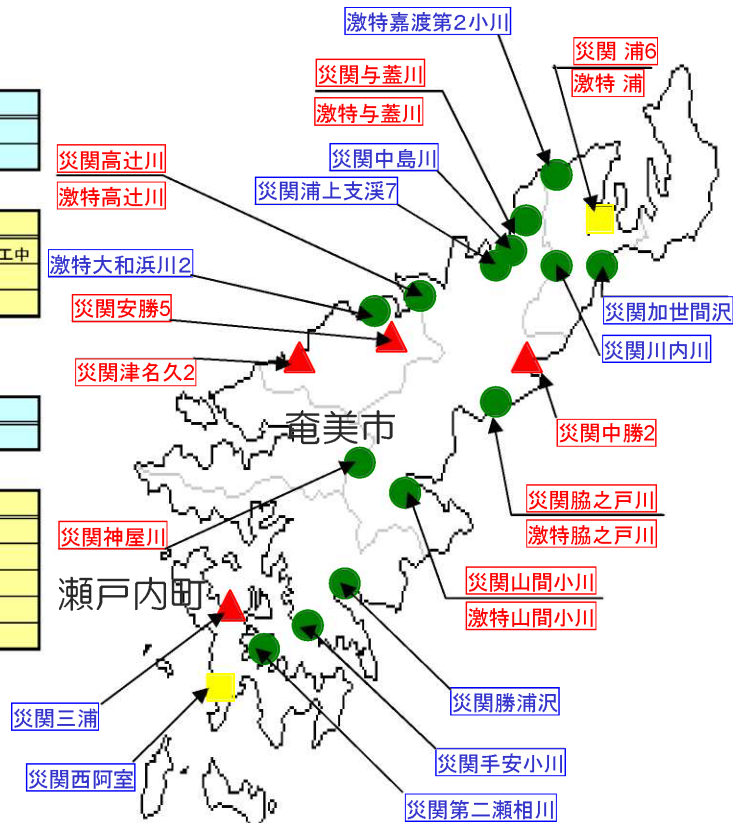 激特嘉渡第2小川
災関 浦6
激特 浦
災関与蓋川
激特与蓋川
災関高辻川
激特高辻川
災関中島川
災関浦上支渓7
工中
激特大和浜川2
災関安勝5
災関加世間沢
災関川内川
災関津名久2
奄美市
災関中勝2
災関脇之戸川
激特脇之戸川
災関神屋川
瀬戸内町
災関山間小川
激特山間小川
災関三浦
災関勝浦沢
災関西阿室
災関手安小川
災関第二瀬相川